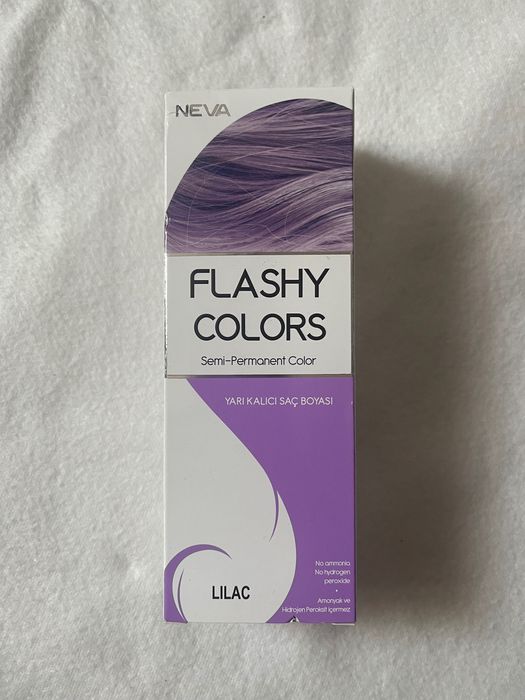 NEVA
FLASHY
COLORS
Semi-Permanent Color
YARI KALICI SAÇ BOYASI
No ammonia
No hydrogen
peroxide
•
Amonyak ve
Hidrojen Peroksit içermez
LILAC